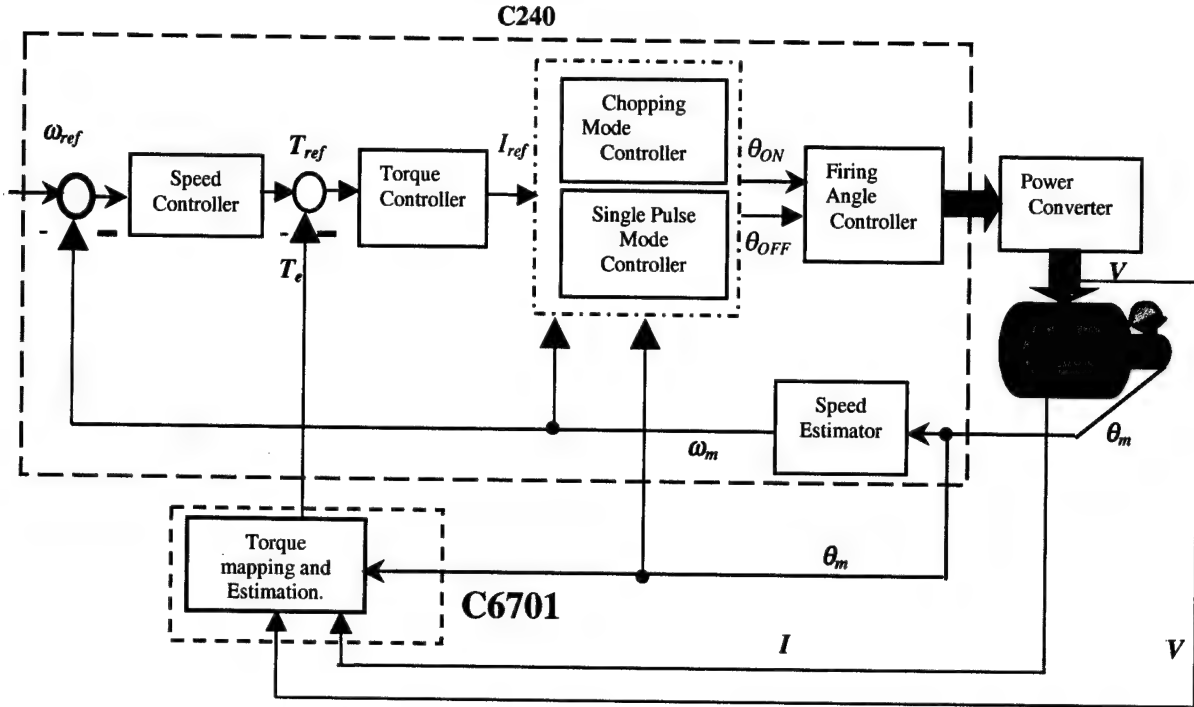 C240
ω_ref
Speed
Controller
T_ref
T_e
Torque
Controller
I_ref
Chopping
Mode
Controller
Single Pulse
Mode
Controller
θ_ON
θ_OFF
Firing
Angle
Controller
Power
Converter
V
Speed
Estimator
ω_m
θ_m
Torque
mapping and
Estimation.
θ_m
C6701
I
V